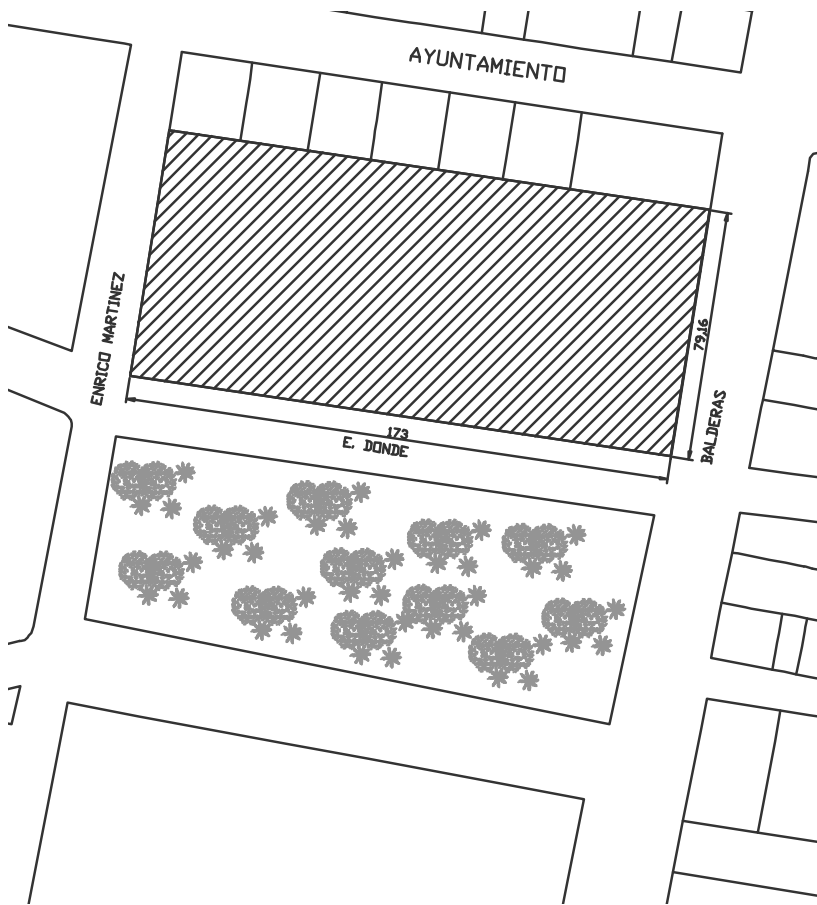 AYUNTAMIENTO
ENRICO MARTINEZ
79,16
BALDERAS
173
E. DONDE